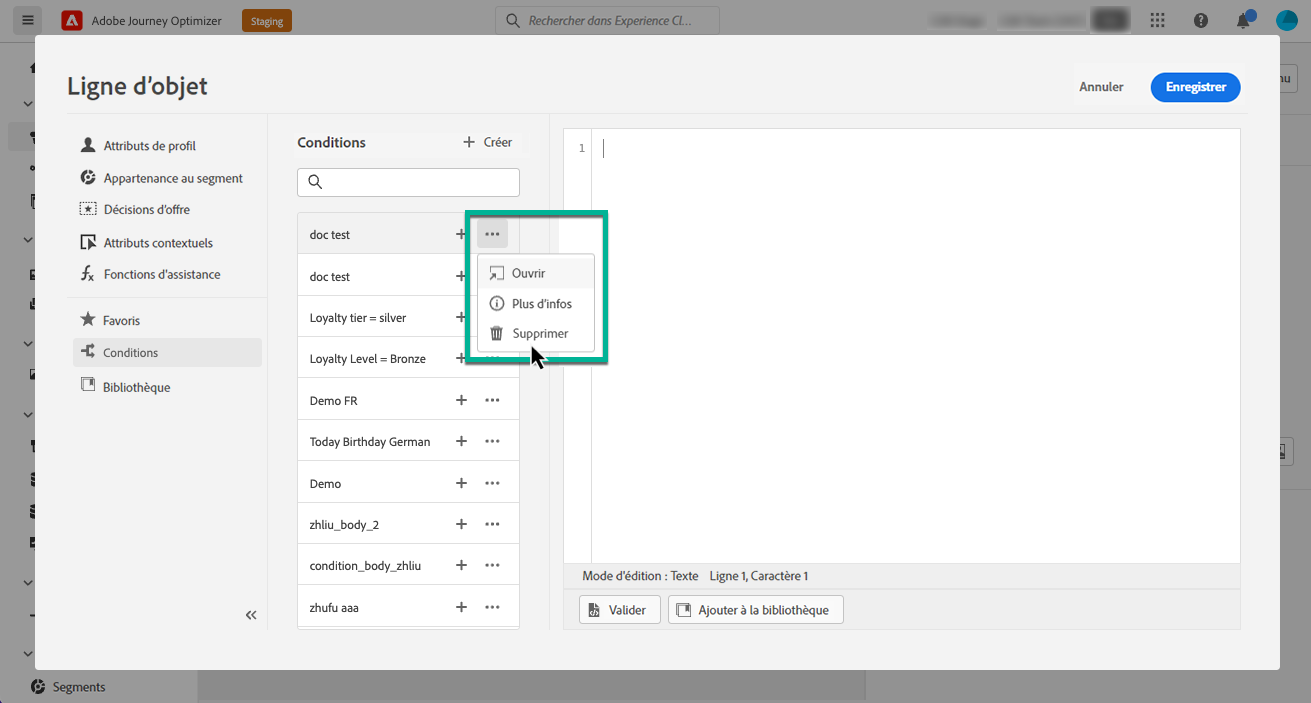 Adobe Journey Optimizer
Staging
Rechercher dans Experience Cl...
Ligne d'objet
Annuler
Enregistrer
nu
Attributs de profil
Appartenance au segment
Décisions d'offre
Attributs contextuels
Fonctions d'assistance
Favoris
Conditions
Bibliothèque
Conditions
+ Créer
doc test
doc test
Loyalty tier = silver
Loyalty Level = Bronze
Demo FR
Today Birthday German
Demo
zhliu_body_2
condition_body_zhliu
zhufu aaa
Ouvrir
Plus d'infos
Supprimer
1
Mode d'édition : Texte Ligne 1, Caractère 1
Valider
Ajouter à la bibliothèque
Segments